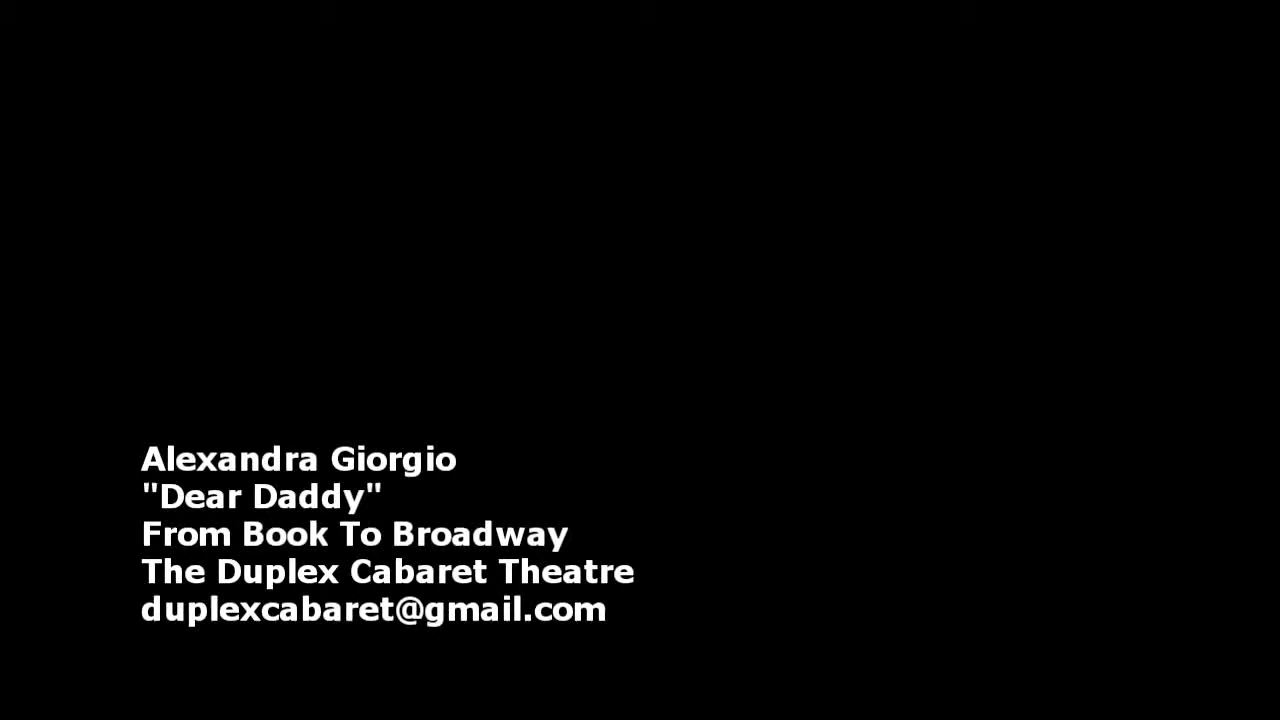 Alexandra Giorgio
"Dear Daddy"
From Book To Broadway
The Duplex Cabaret Theatre
duplexcabaret@gmail.com